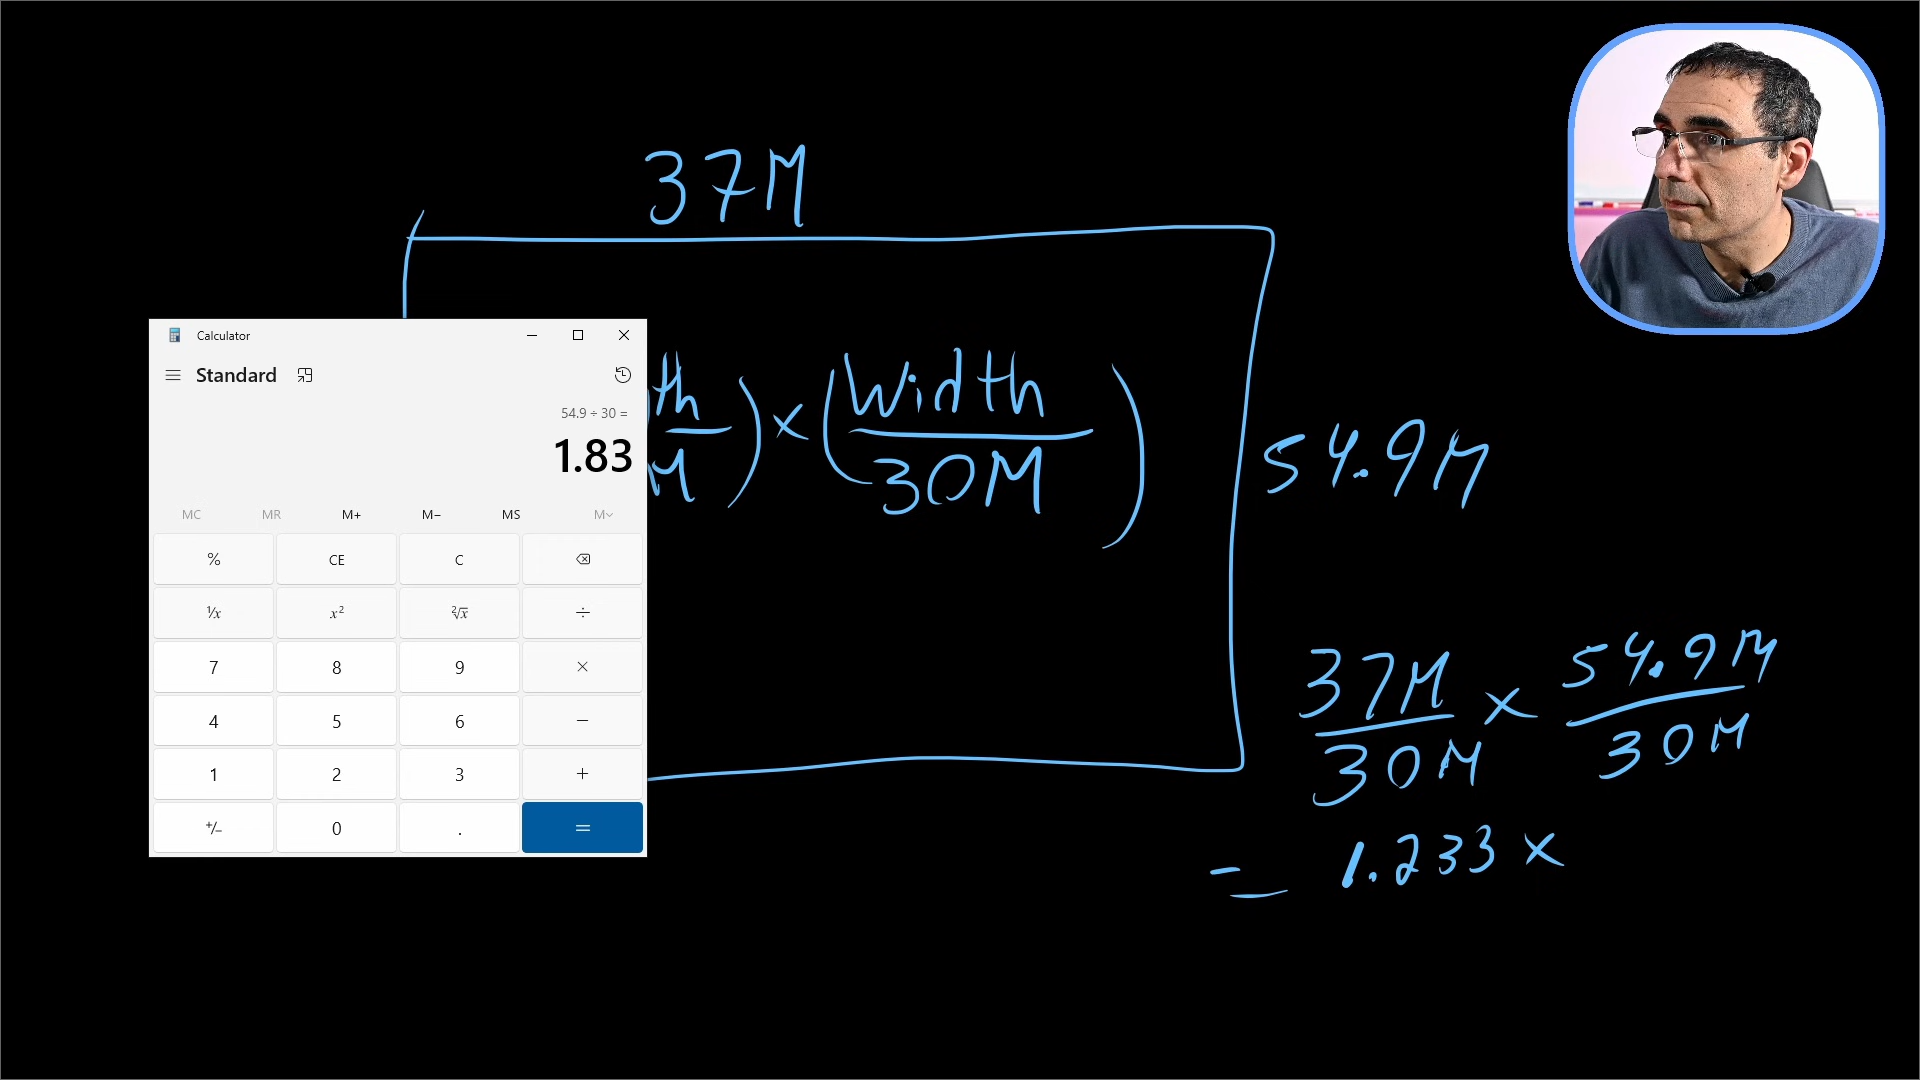 37M
Calculator
Standard
54.9 ÷ 30 =
1.83
MC MR M+ M− MS M
% CE C
¹/x x² ²√x ÷
7 8 9 ×
4 5 6 −
1 2 3 +
+/− 0 . =
th ) × ( Width )
M 30M
54.9M
37M × 54.9M
30M 30M
= 1.233 ×